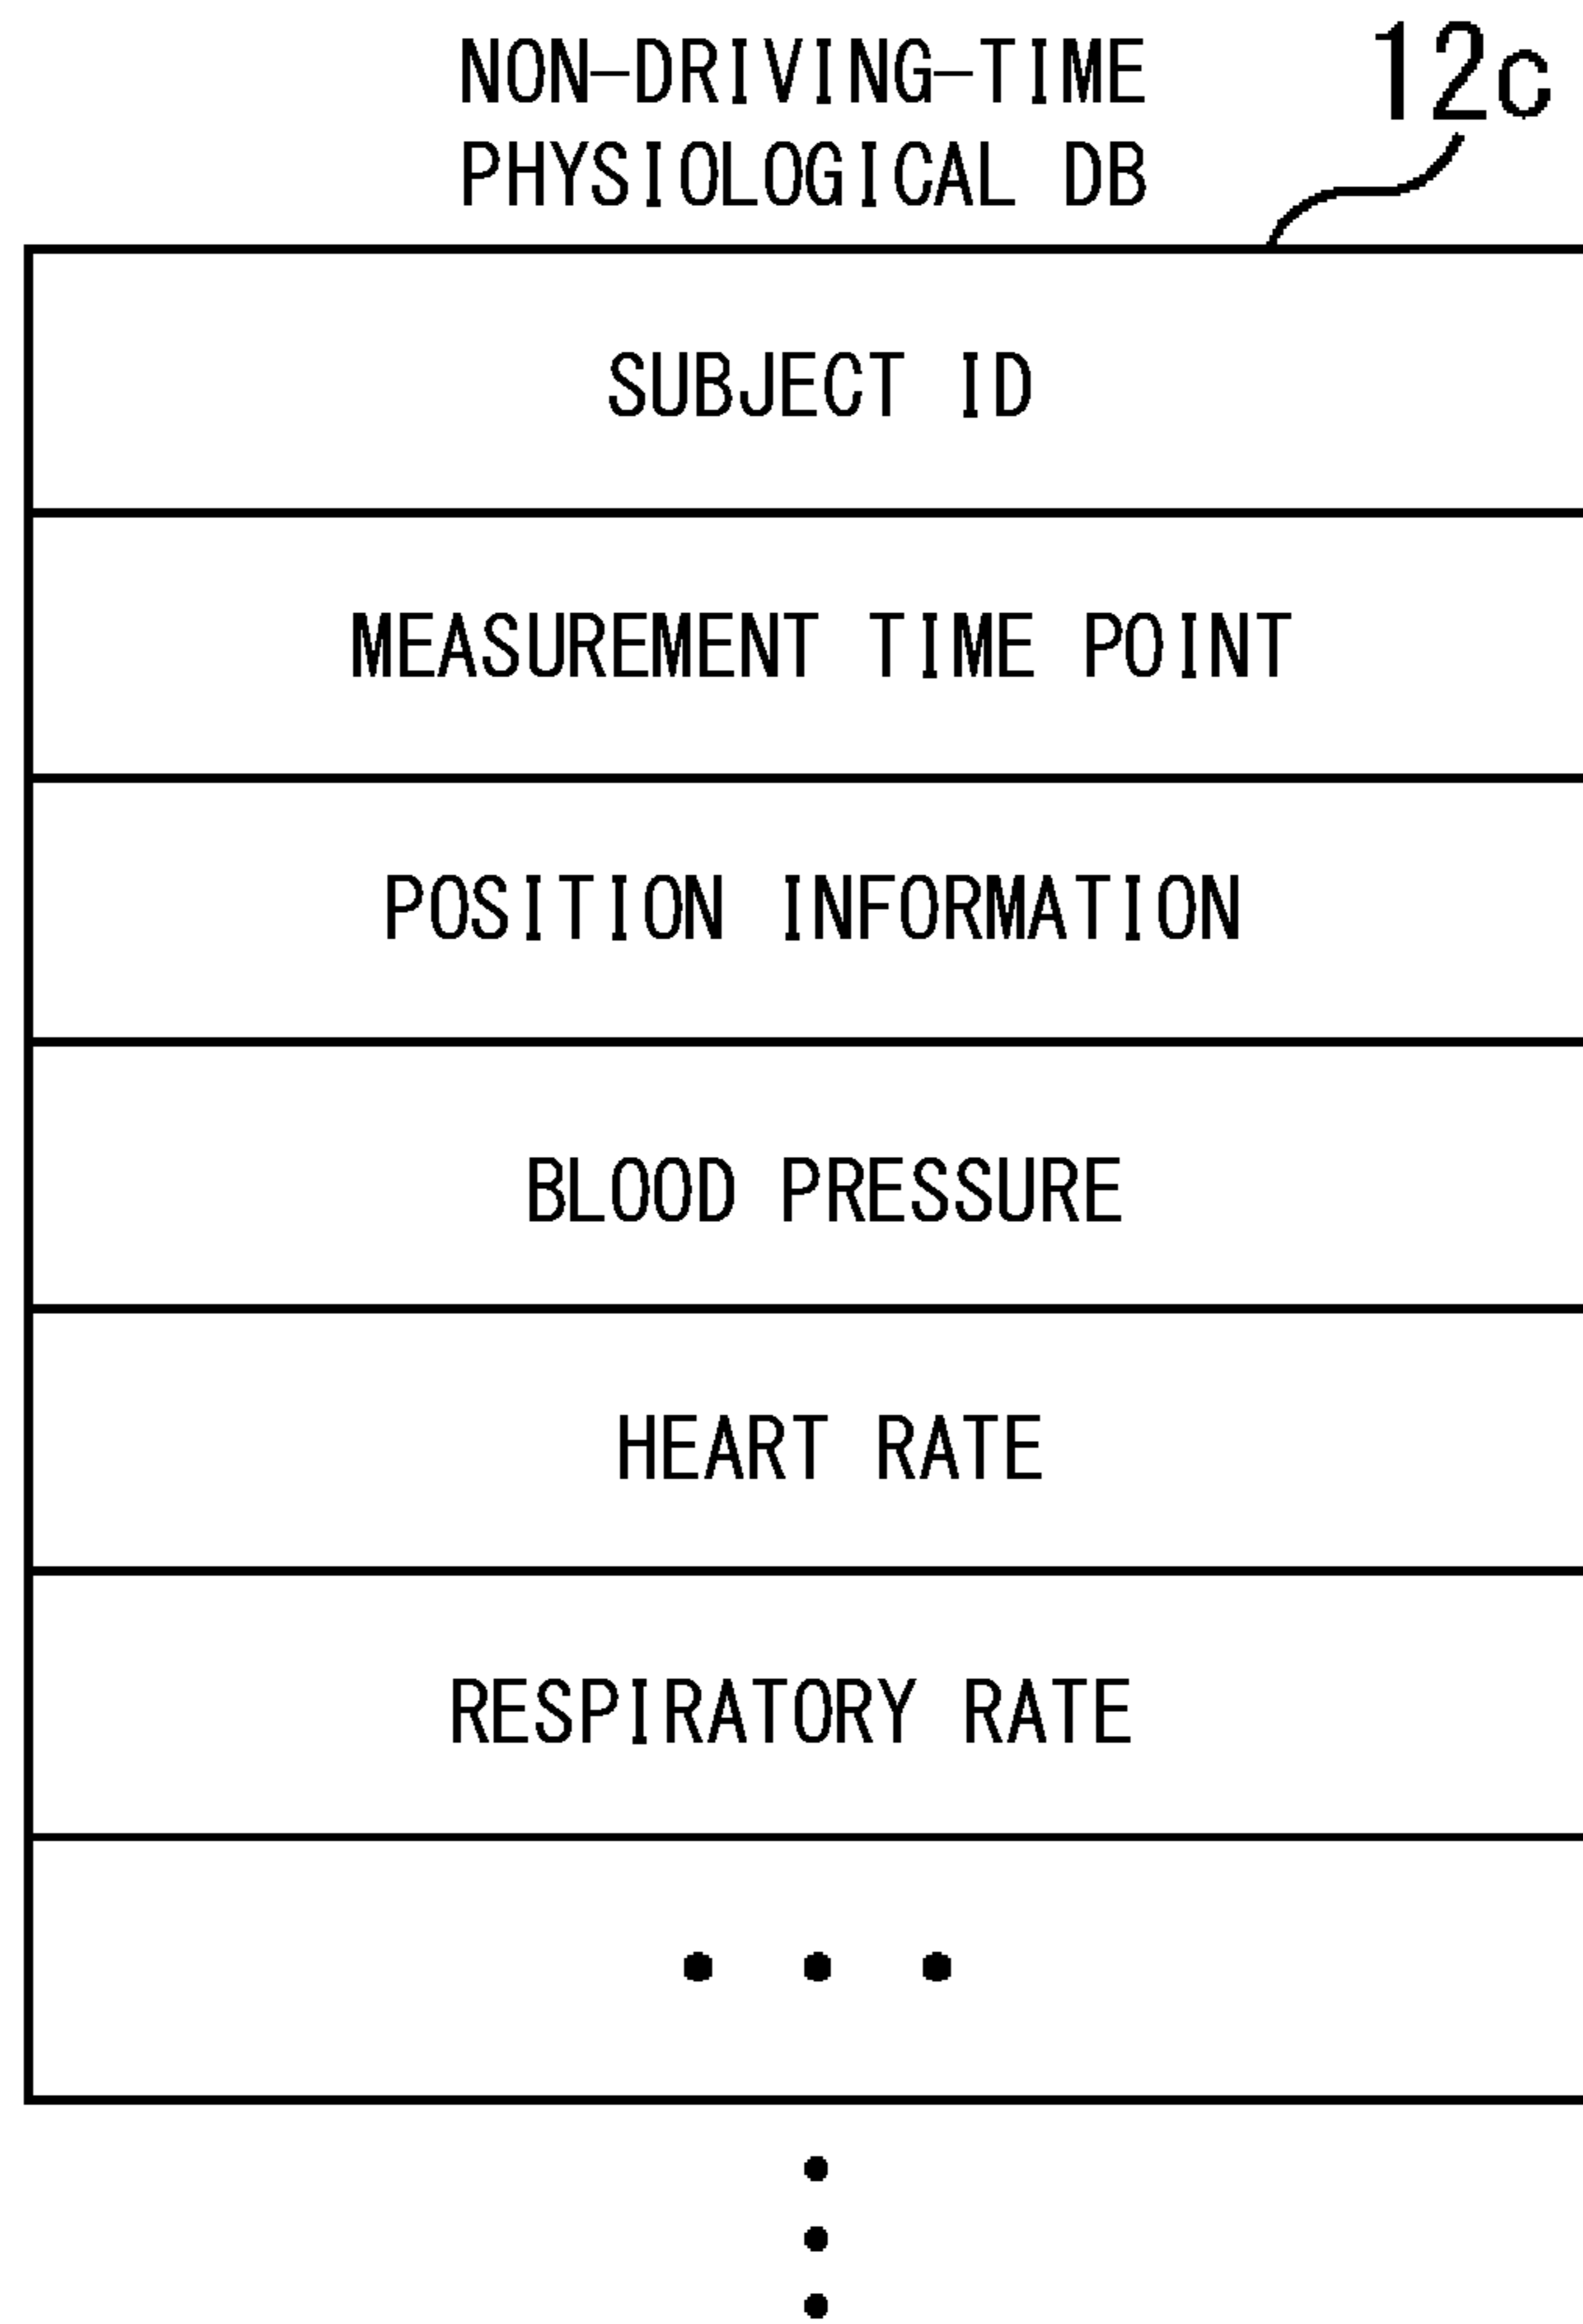 NON-DRIVING-TIME
PHYSIOLOGICAL DB
12c
SUBJECT ID
MEASUREMENT TIME POINT
POSITION INFORMATION
BLOOD PRESSURE
HEART RATE
RESPIRATORY RATE
• • •